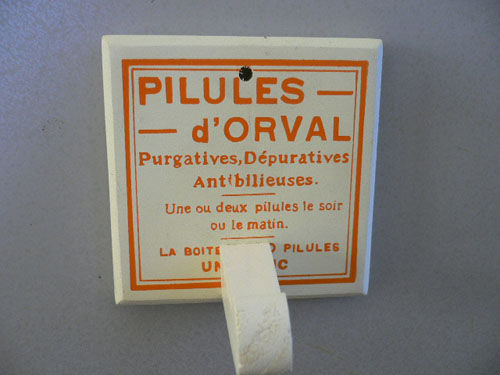 PILULES —
— d'ORVAL
Purgatives, Dépuratives
Antibilieuses.
Une ou deux pilules le soir
ou le matin.
LA BOITE PILULES